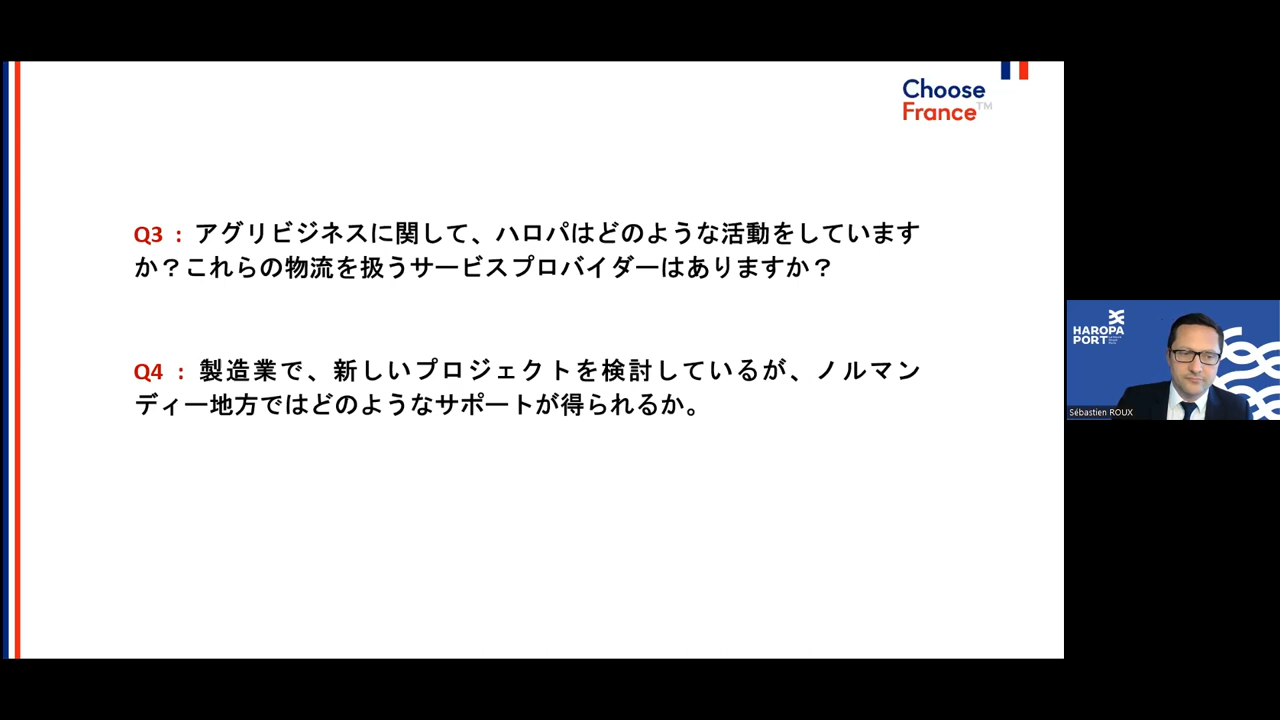 Choose
France™
Q3 : アグリビジネスに関して、ハロパはどのような活動をしています
か？これらの物流を扱うサービスプロバイダーはありますか？
Q4 : 製造業で、新しいプロジェクトを検討しているが、ノルマン
ディー地方ではどのようなサポートが得られるか。
HAROPA
PORT
Sébastien ROUX